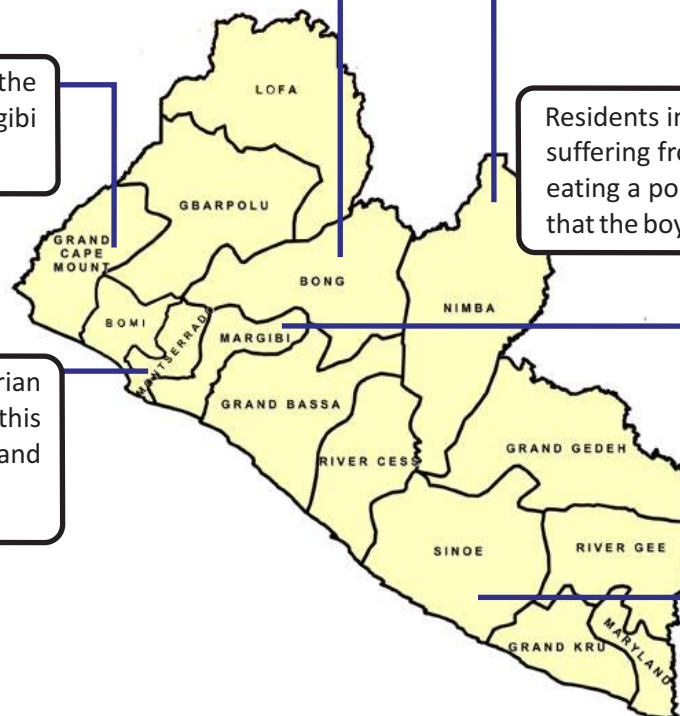 the
gibi
Residents in
suffering fro
eating a po
that the boy
rian
this
and
LOFA
GBARPOLU
GRAND
CAPE
MOUNT
BONG
NIMBA
BOMI
MONTSERRADO
MARGIBI
GRAND BASSA
RIVER CESS
GRAND GEDEH
SINOE
RIVER GEE
GRAND KRU
MARYLAND